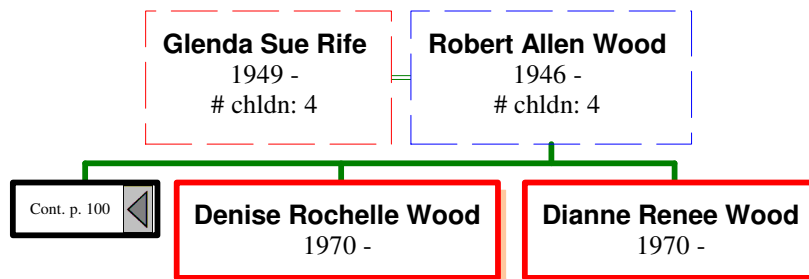 Glenda Sue Rife
1949 -
# chldn: 4
Robert Allen Wood
1946 -
# chldn: 4
Cont. p. 100
Denise Rochelle Wood
1970 -
Dianne Renee Wood
1970 -